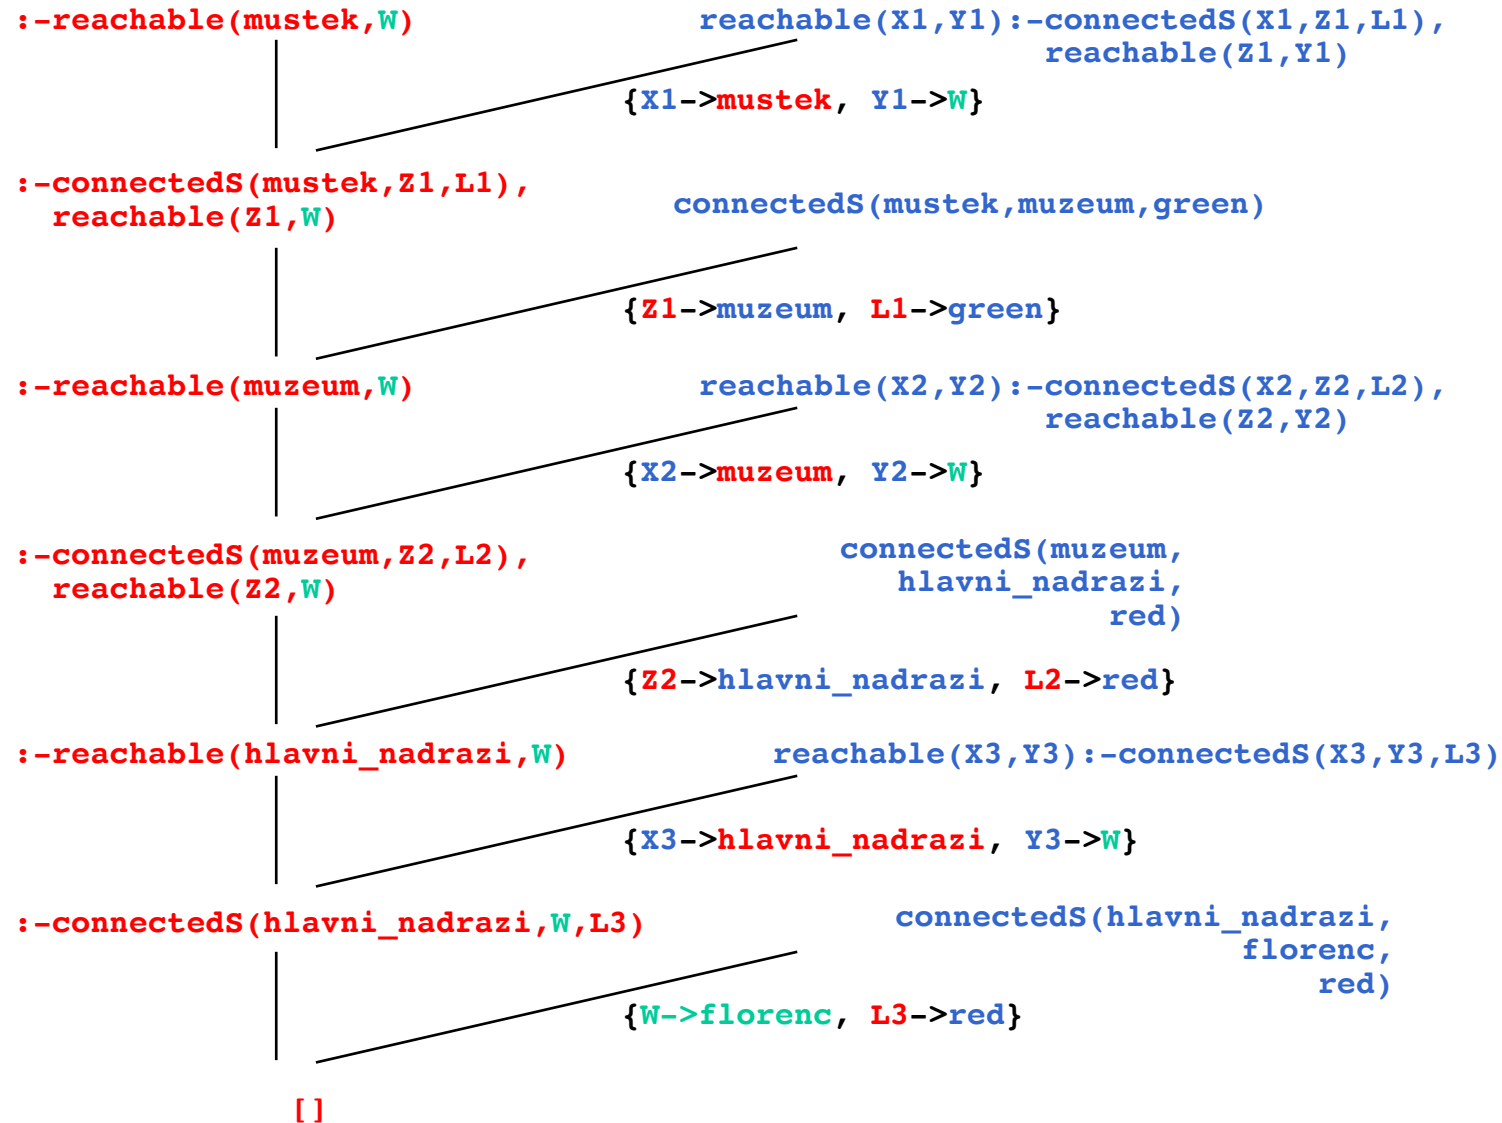 :-reachable(mustek,W)
reachable(X1,Y1):-connectedS(X1,Z1,L1),
reachable(Z1,Y1)
{X1->mustek, Y1->W}
:-connectedS(mustek,Z1,L1),
reachable(Z1,W)
connectedS(mustek,muzeum,green)
{Z1->muzeum, L1->green}
:-reachable(muzeum,W)
reachable(X2,Y2):-connectedS(X2,Z2,L2),
reachable(Z2,Y2)
{X2->muzeum, Y2->W}
:-connectedS(muzeum,Z2,L2),
reachable(Z2,W)
connectedS(muzeum,
hlavni_nadrazi,
red)
{Z2->hlavni_nadrazi, L2->red}
:-reachable(hlavni_nadrazi,W)
reachable(X3,Y3):-connectedS(X3,Y3,L3)
{X3->hlavni_nadrazi, Y3->W}
:-connectedS(hlavni_nadrazi,W,L3)
connectedS(hlavni_nadrazi,
florenc,
red)
{W->florenc, L3->red}
[]